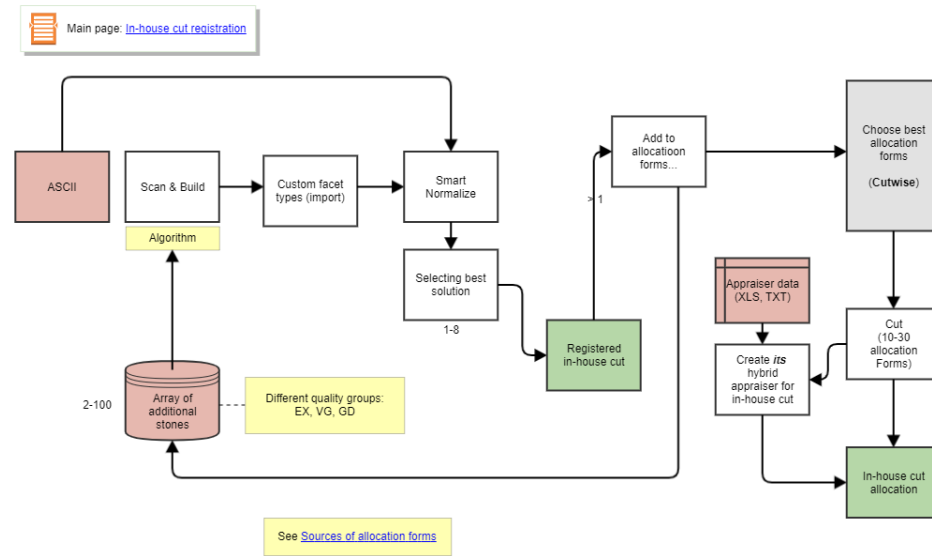 Main page: In-house cut registration
ASCII
Scan & Build
Algorithm
Custom facet
types (import)
Smart
Normalize
Selecting best
solution
1-8
Registered
in-house cut
> 1
Add to
allocatioon
forms...
Choose best
allocation
forms
(Cutwise)
Appraiser data
(XLS, TXT)
Cut
(10-30
allocation
Forms)
Create its
hybrid
appraiser for
in-house cut
In-house cut
allocation
2-100
Array of
additional
stones
Different quality groups:
EX, VG, GD
See Sources of allocation forms